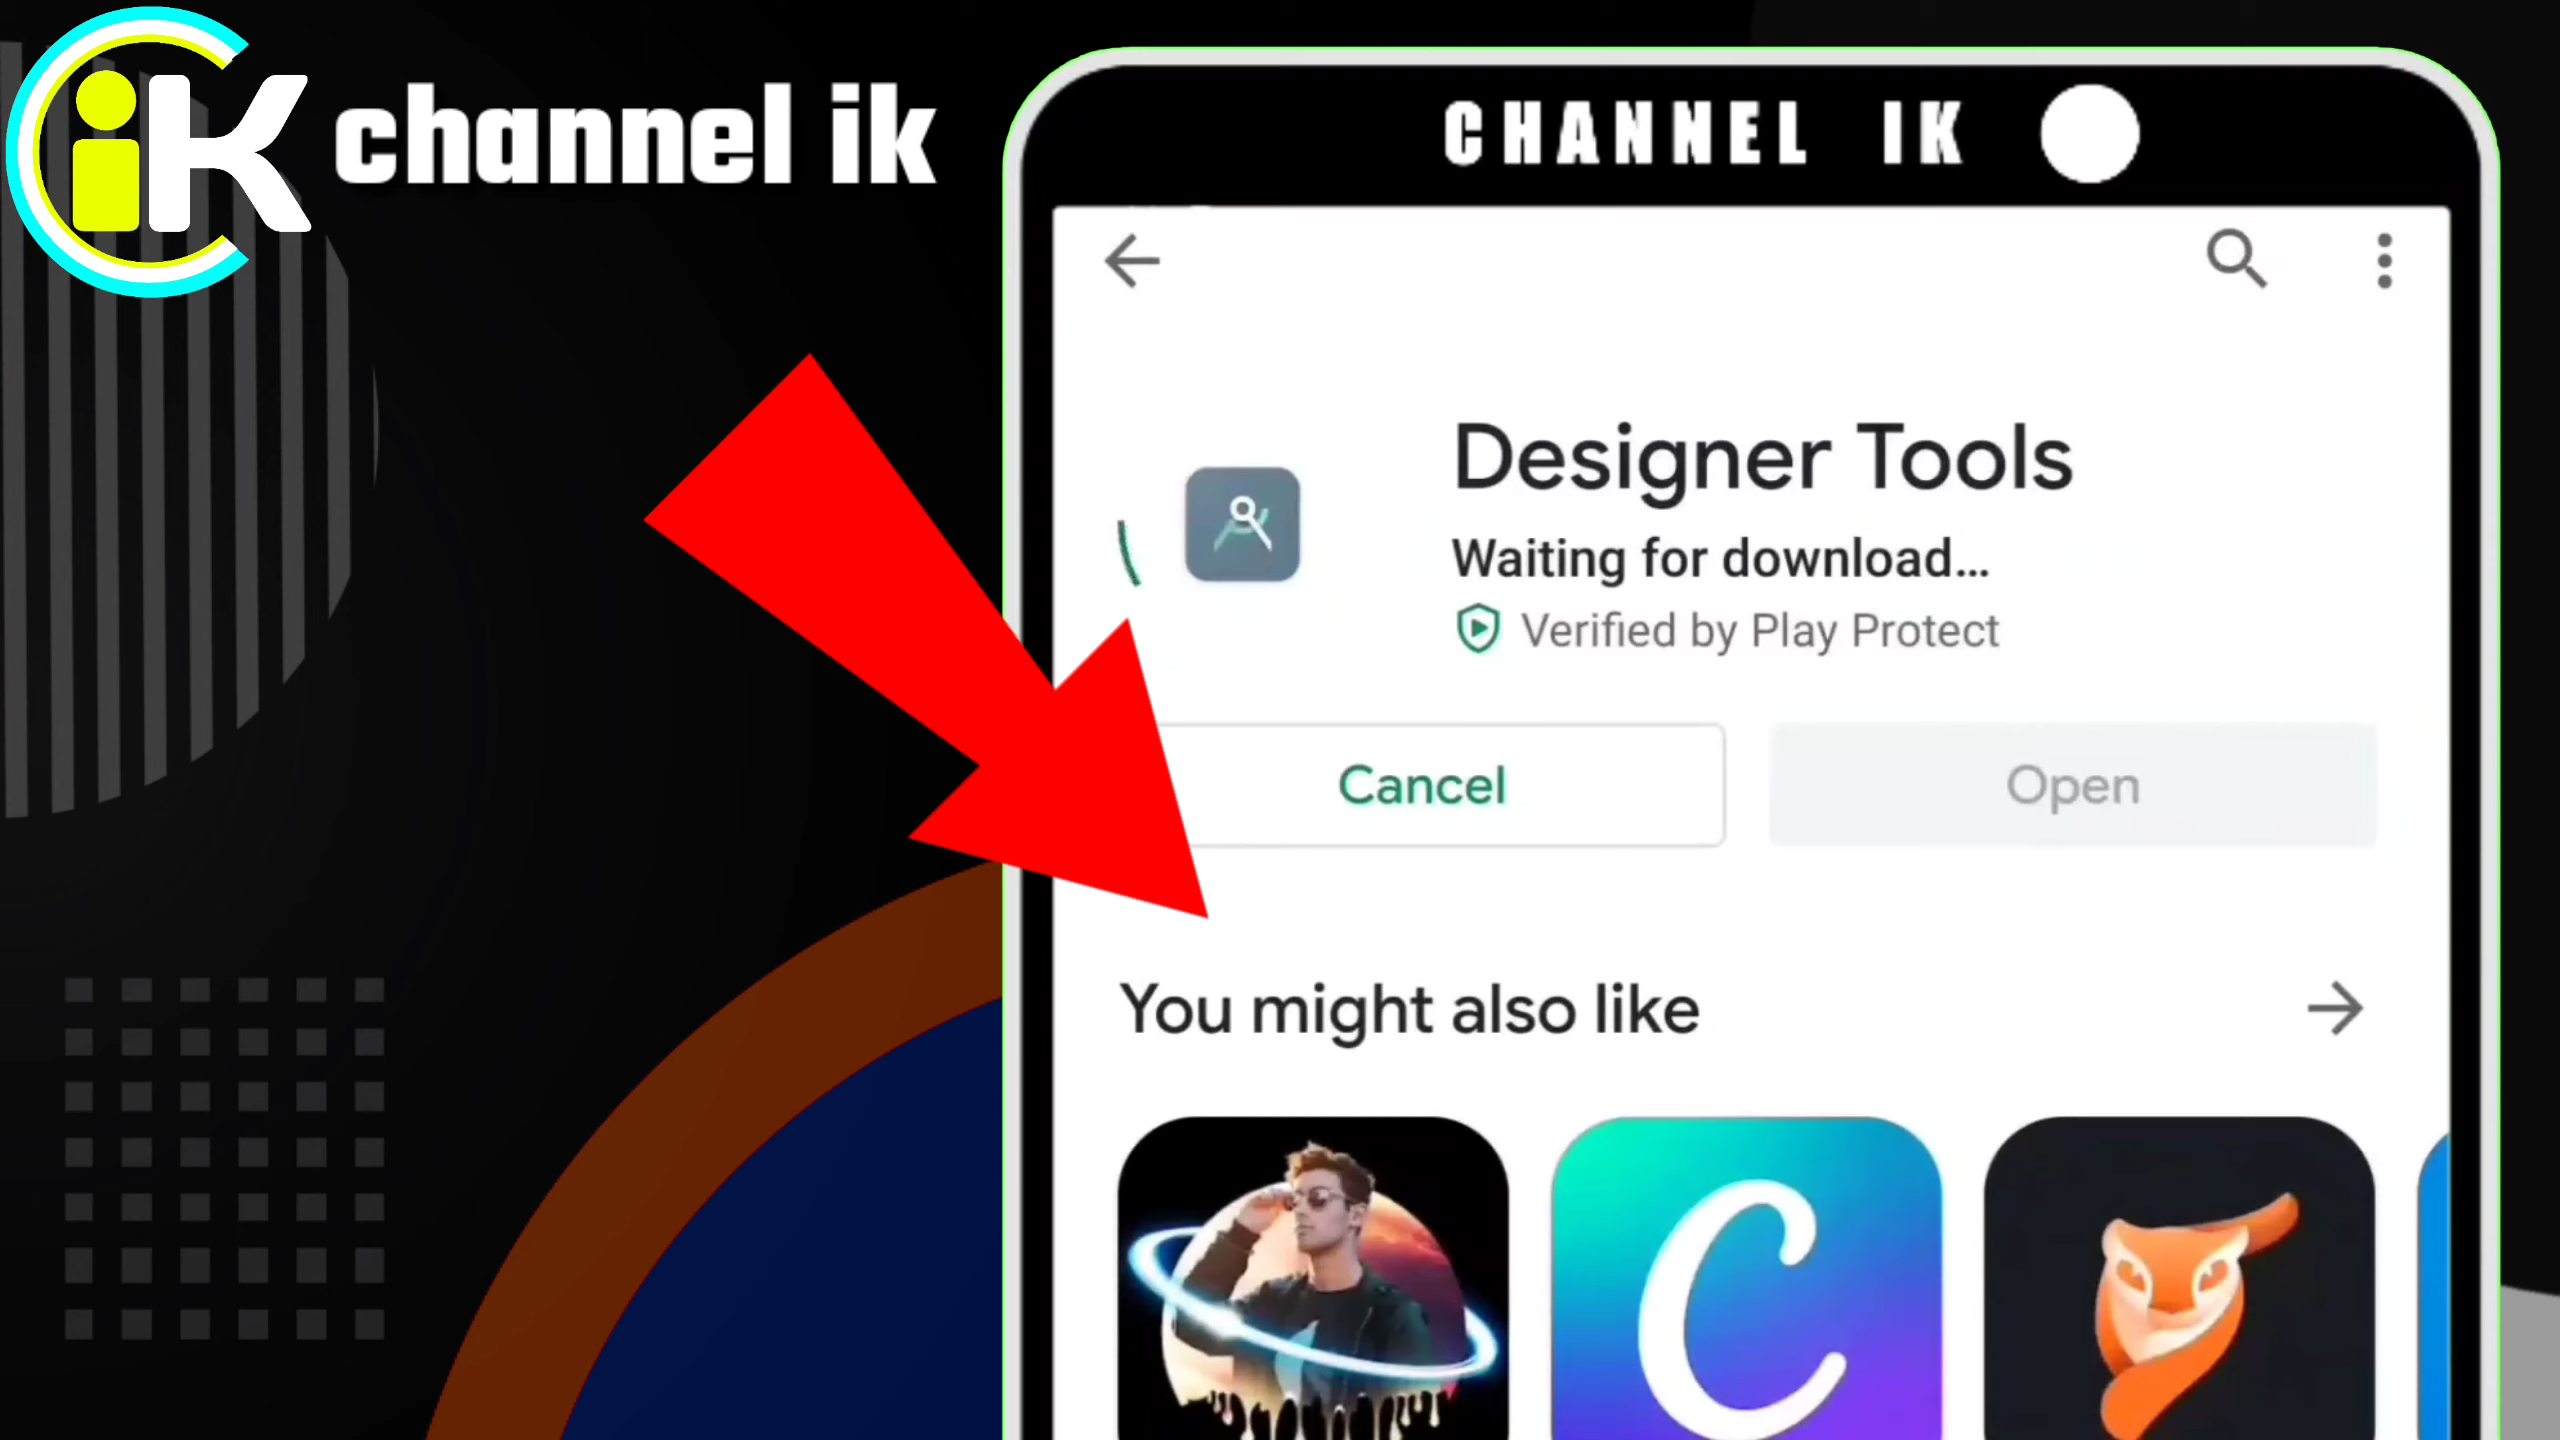 iK channel ik
CHANNEL IK
Designer Tools
Waiting for download...
Verified by Play Protect
Cancel
Open
You might also like
C